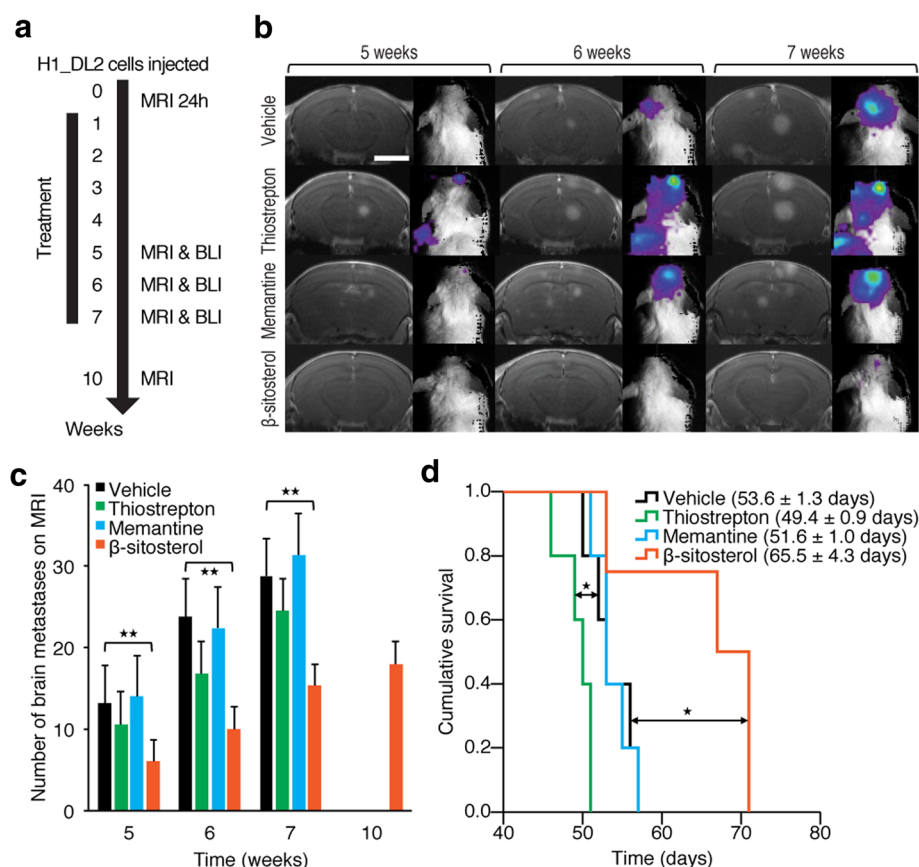 a
H1_DL2 cells injected
0
MRI 24h
1
2
3
4
5
MRI & BLI
6
MRI & BLI
7
MRI & BLI
10
MRI
Treatment
Weeks
b
5 weeks
6 weeks
7 weeks
Vehicle
Thiostrepton
Memantine
β-sitosterol
c
Number of brain metastases on MRI
40
30
20
10
0
Vehicle
Thiostrepton
Memantine
β-sitosterol
★★
★★
★★
5
6
7
10
Time (weeks)
d
Cumulative survival
1.0
0.8
0.6
0.4
0.2
0.0
Vehicle (53.6 ± 1.3 days)
Thiostrepton (49.4 ± 0.9 days)
Memantine (51.6 ± 1.0 days)
β-sitosterol (65.5 ± 4.3 days)
★
★
40
50
60
70
80
Time (days)